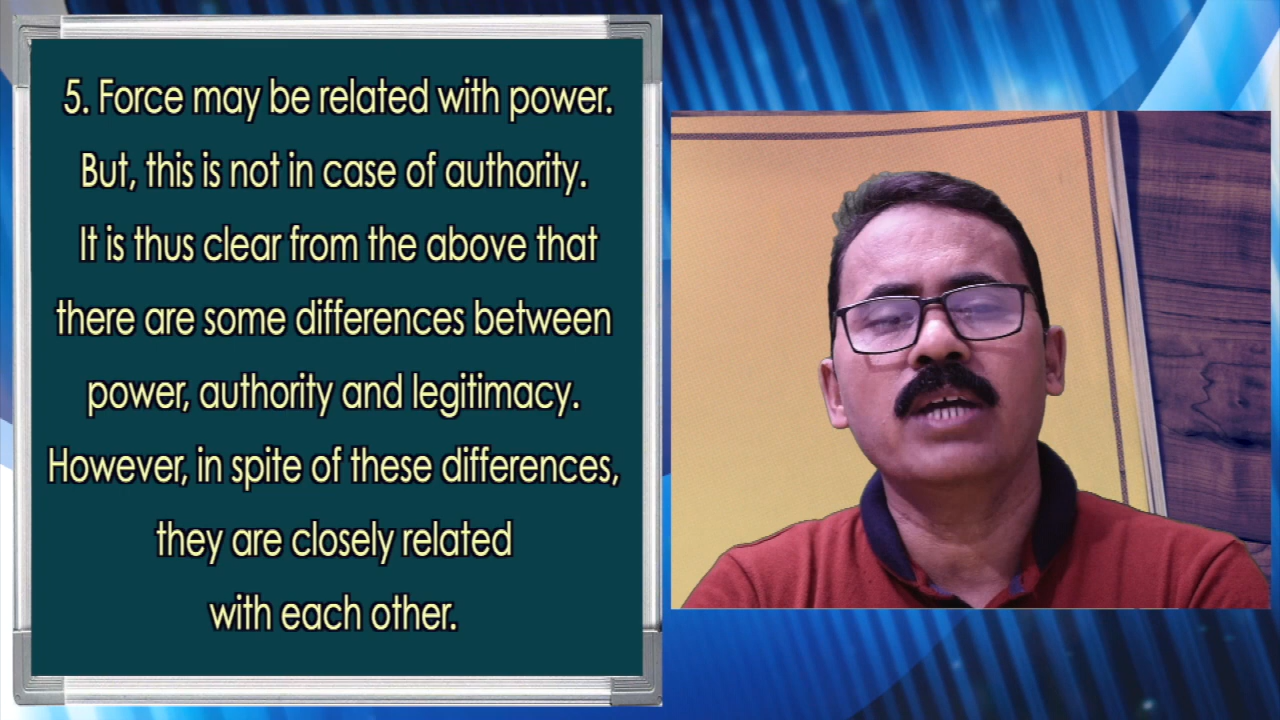 5. Force may be related with power.
But, this is not in case of authority.
It is thus clear from the above that
there are some differences between
power, authority and legitimacy.
However, in spite of these differences,
they are closely related
with each other.